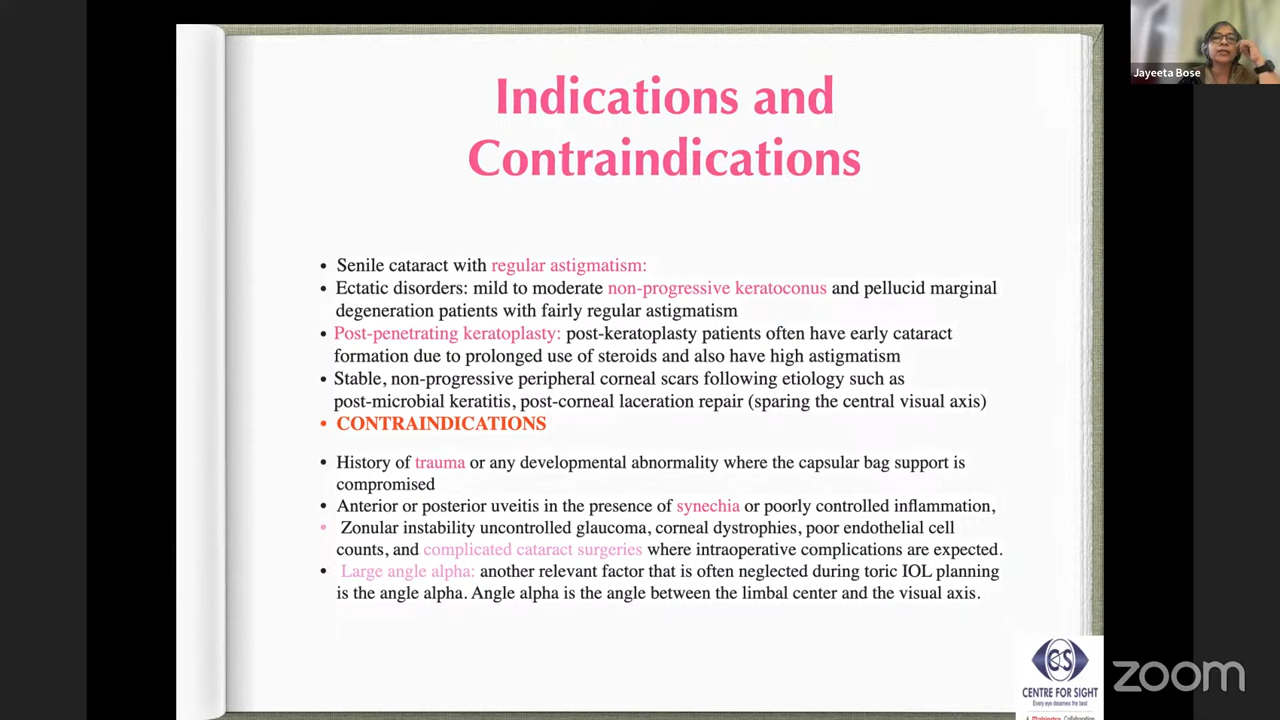 Jayeeta Bose
Indications and
Contraindications
• Senile cataract with regular astigmatism:
• Ectatic disorders: mild to moderate non-progressive keratoconus and pellucid marginal
degeneration patients with fairly regular astigmatism
• Post-penetrating keratoplasty: post-keratoplasty patients often have early cataract
formation due to prolonged use of steroids and also have high astigmatism
• Stable, non-progressive peripheral corneal scars following etiology such as
post-microbial keratitis, post-corneal laceration repair (sparing the central visual axis)
• CONTRAINDICATIONS
• History of trauma or any developmental abnormality where the capsular bag support is
compromised
• Anterior or posterior uveitis in the presence of synechia or poorly controlled inflammation,
• Zonular instability uncontrolled glaucoma, corneal dystrophies, poor endothelial cell
counts, and complicated cataract surgeries where intraoperative complications are expected.
• Large angle alpha: another relevant factor that is often neglected during toric IOL planning
is the angle alpha. Angle alpha is the angle between the limbal center and the visual axis.
CENTRE FOR SIGHT
Every eye deserves the best
A Mahindra Collaboration
zoom